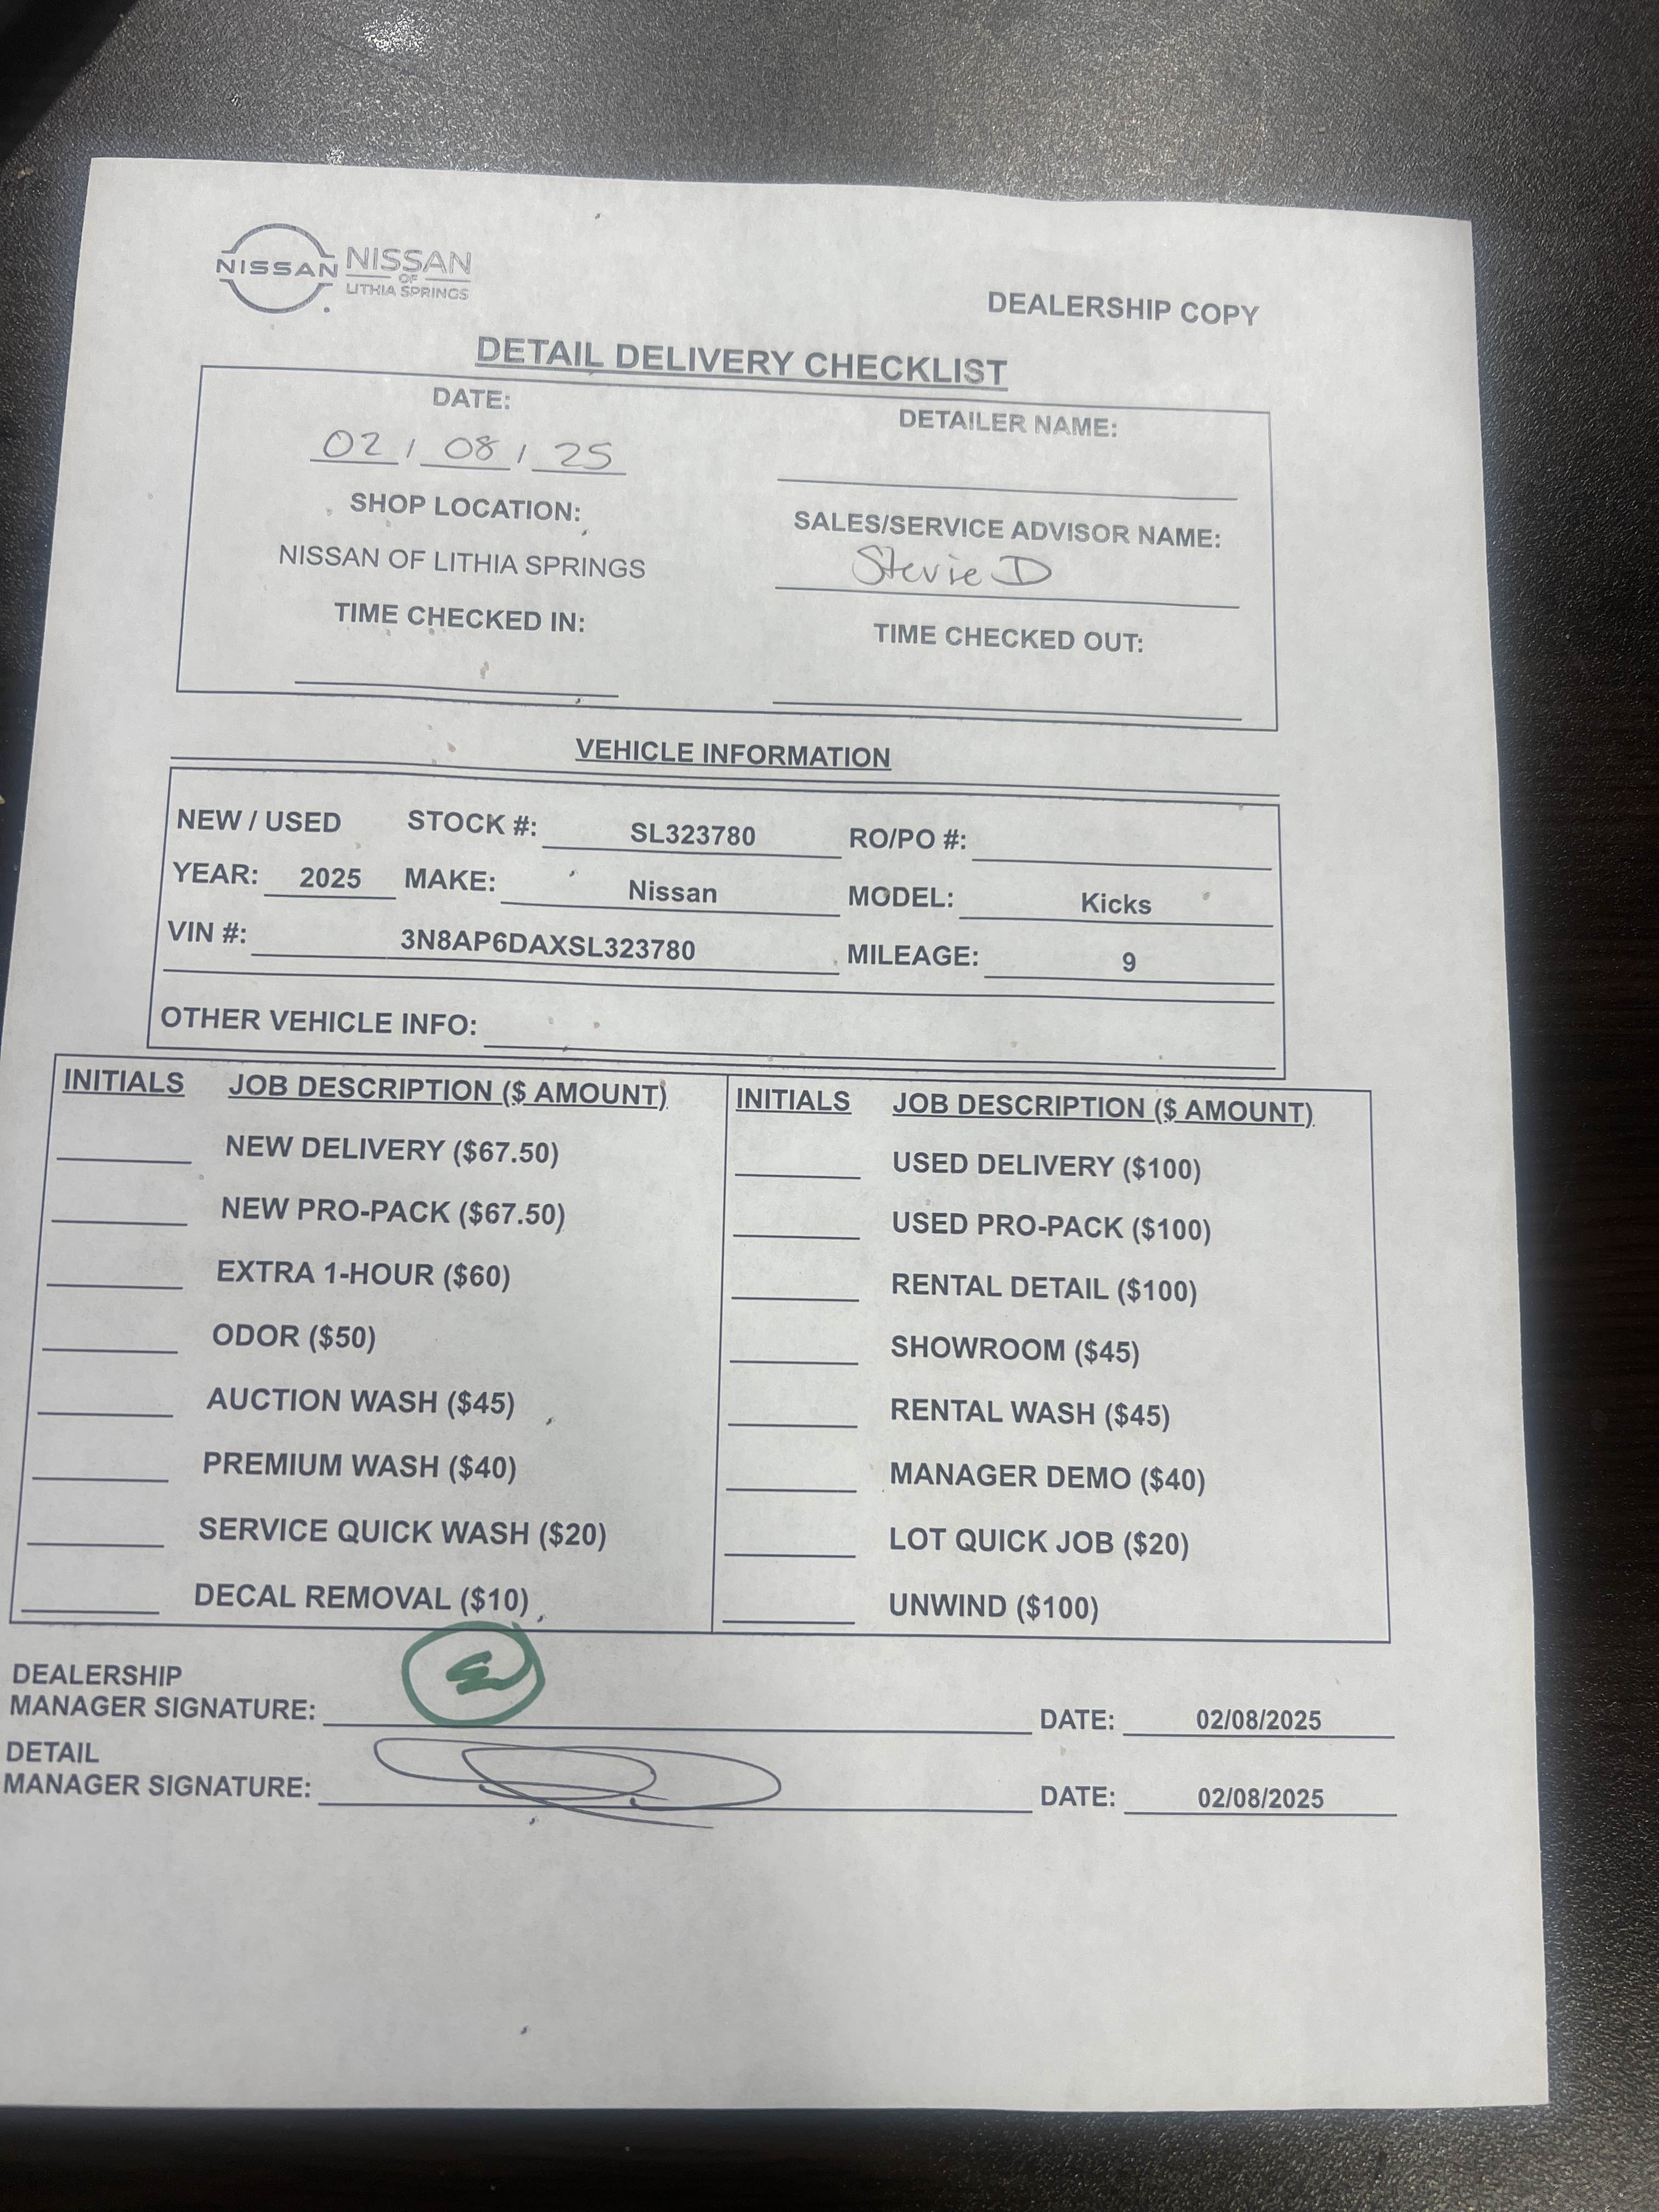 NISSAN NISSAN
OF
LITHIA SPRINGS
DEALERSHIP COPY
DETAIL DELIVERY CHECKLIST
DATE:
02 / 08 / 25
DETAILER NAME:
SHOP LOCATION:
NISSAN OF LITHIA SPRINGS
SALES/SERVICE ADVISOR NAME:
Stevie D
TIME CHECKED IN:
TIME CHECKED OUT:
VEHICLE INFORMATION
NEW / USED STOCK #: SL323780 RO/PO #:
YEAR: 2025 MAKE: Nissan MODEL: Kicks
VIN #: 3N8AP6DAXSL323780 MILEAGE: 9
OTHER VEHICLE INFO:
INITIALS JOB DESCRIPTION ($ AMOUNT)
NEW DELIVERY ($67.50)
NEW PRO-PACK ($67.50)
EXTRA 1-HOUR ($60)
ODOR ($50)
AUCTION WASH ($45)
PREMIUM WASH ($40)
SERVICE QUICK WASH ($20)
DECAL REMOVAL ($10)
INITIALS JOB DESCRIPTION ($ AMOUNT)
USED DELIVERY ($100)
USED PRO-PACK ($100)
RENTAL DETAIL ($100)
SHOWROOM ($45)
RENTAL WASH ($45)
MANAGER DEMO ($40)
LOT QUICK JOB ($20)
UNWIND ($100)
DEALERSHIP
MANAGER SIGNATURE: DATE: 02/08/2025
DETAIL
MANAGER SIGNATURE: DATE: 02/08/2025